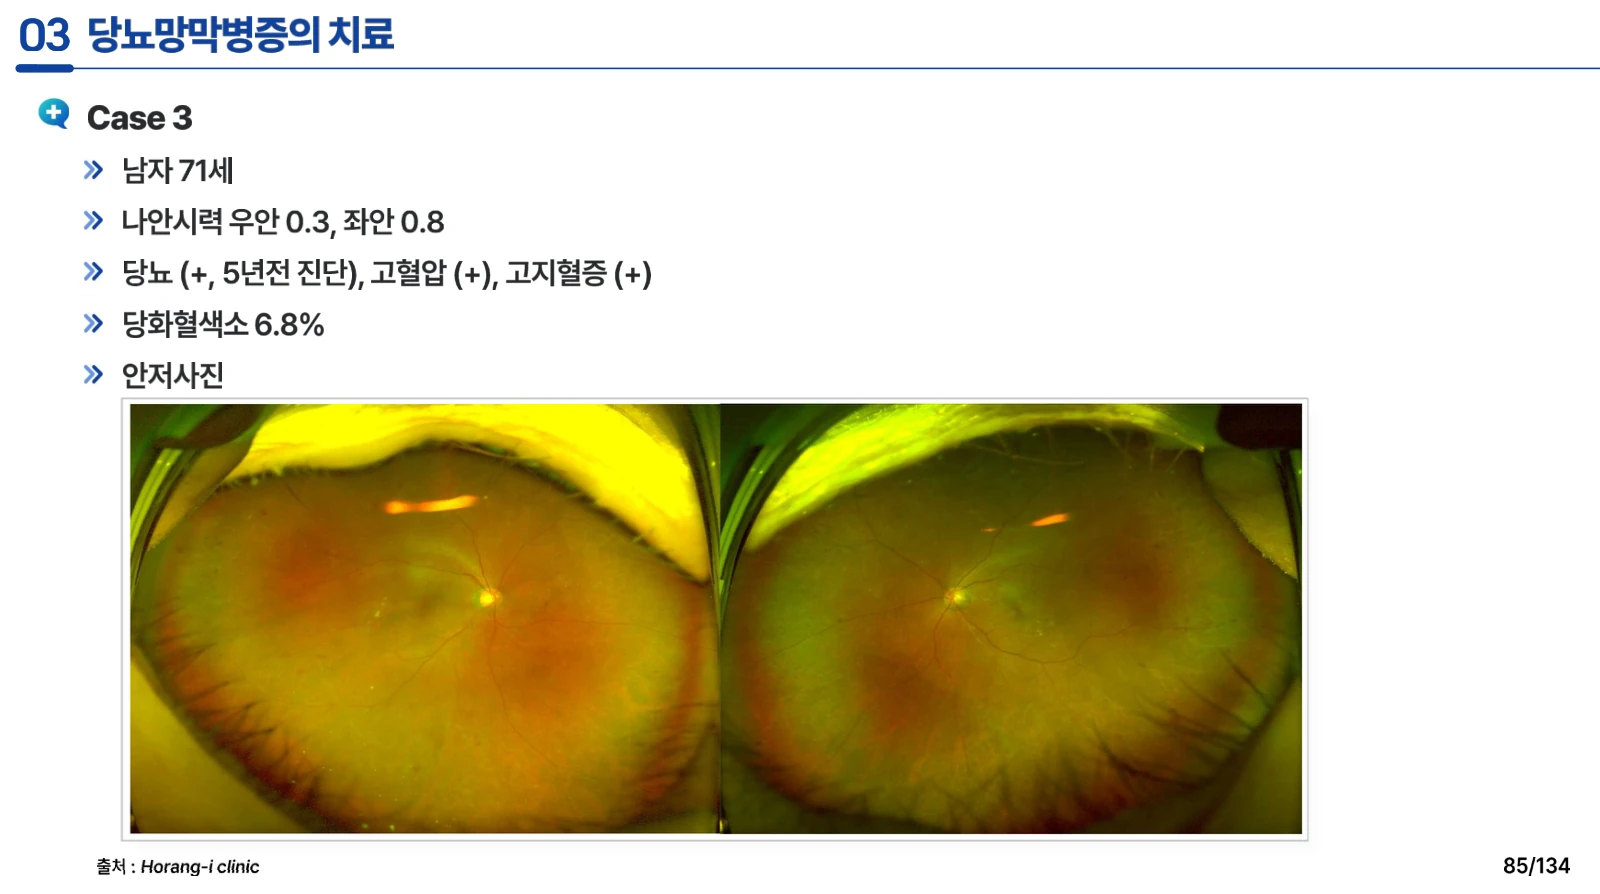 03 당뇨망막병증의 치료
Case 3
남자 71세
나안시력 우안 0.3, 좌안 0.8
당뇨 (+, 5년전 진단), 고혈압 (+), 고지혈증 (+)
당화혈색소 6.8%
안저사진
출처 : Horang-i clinic
85/134